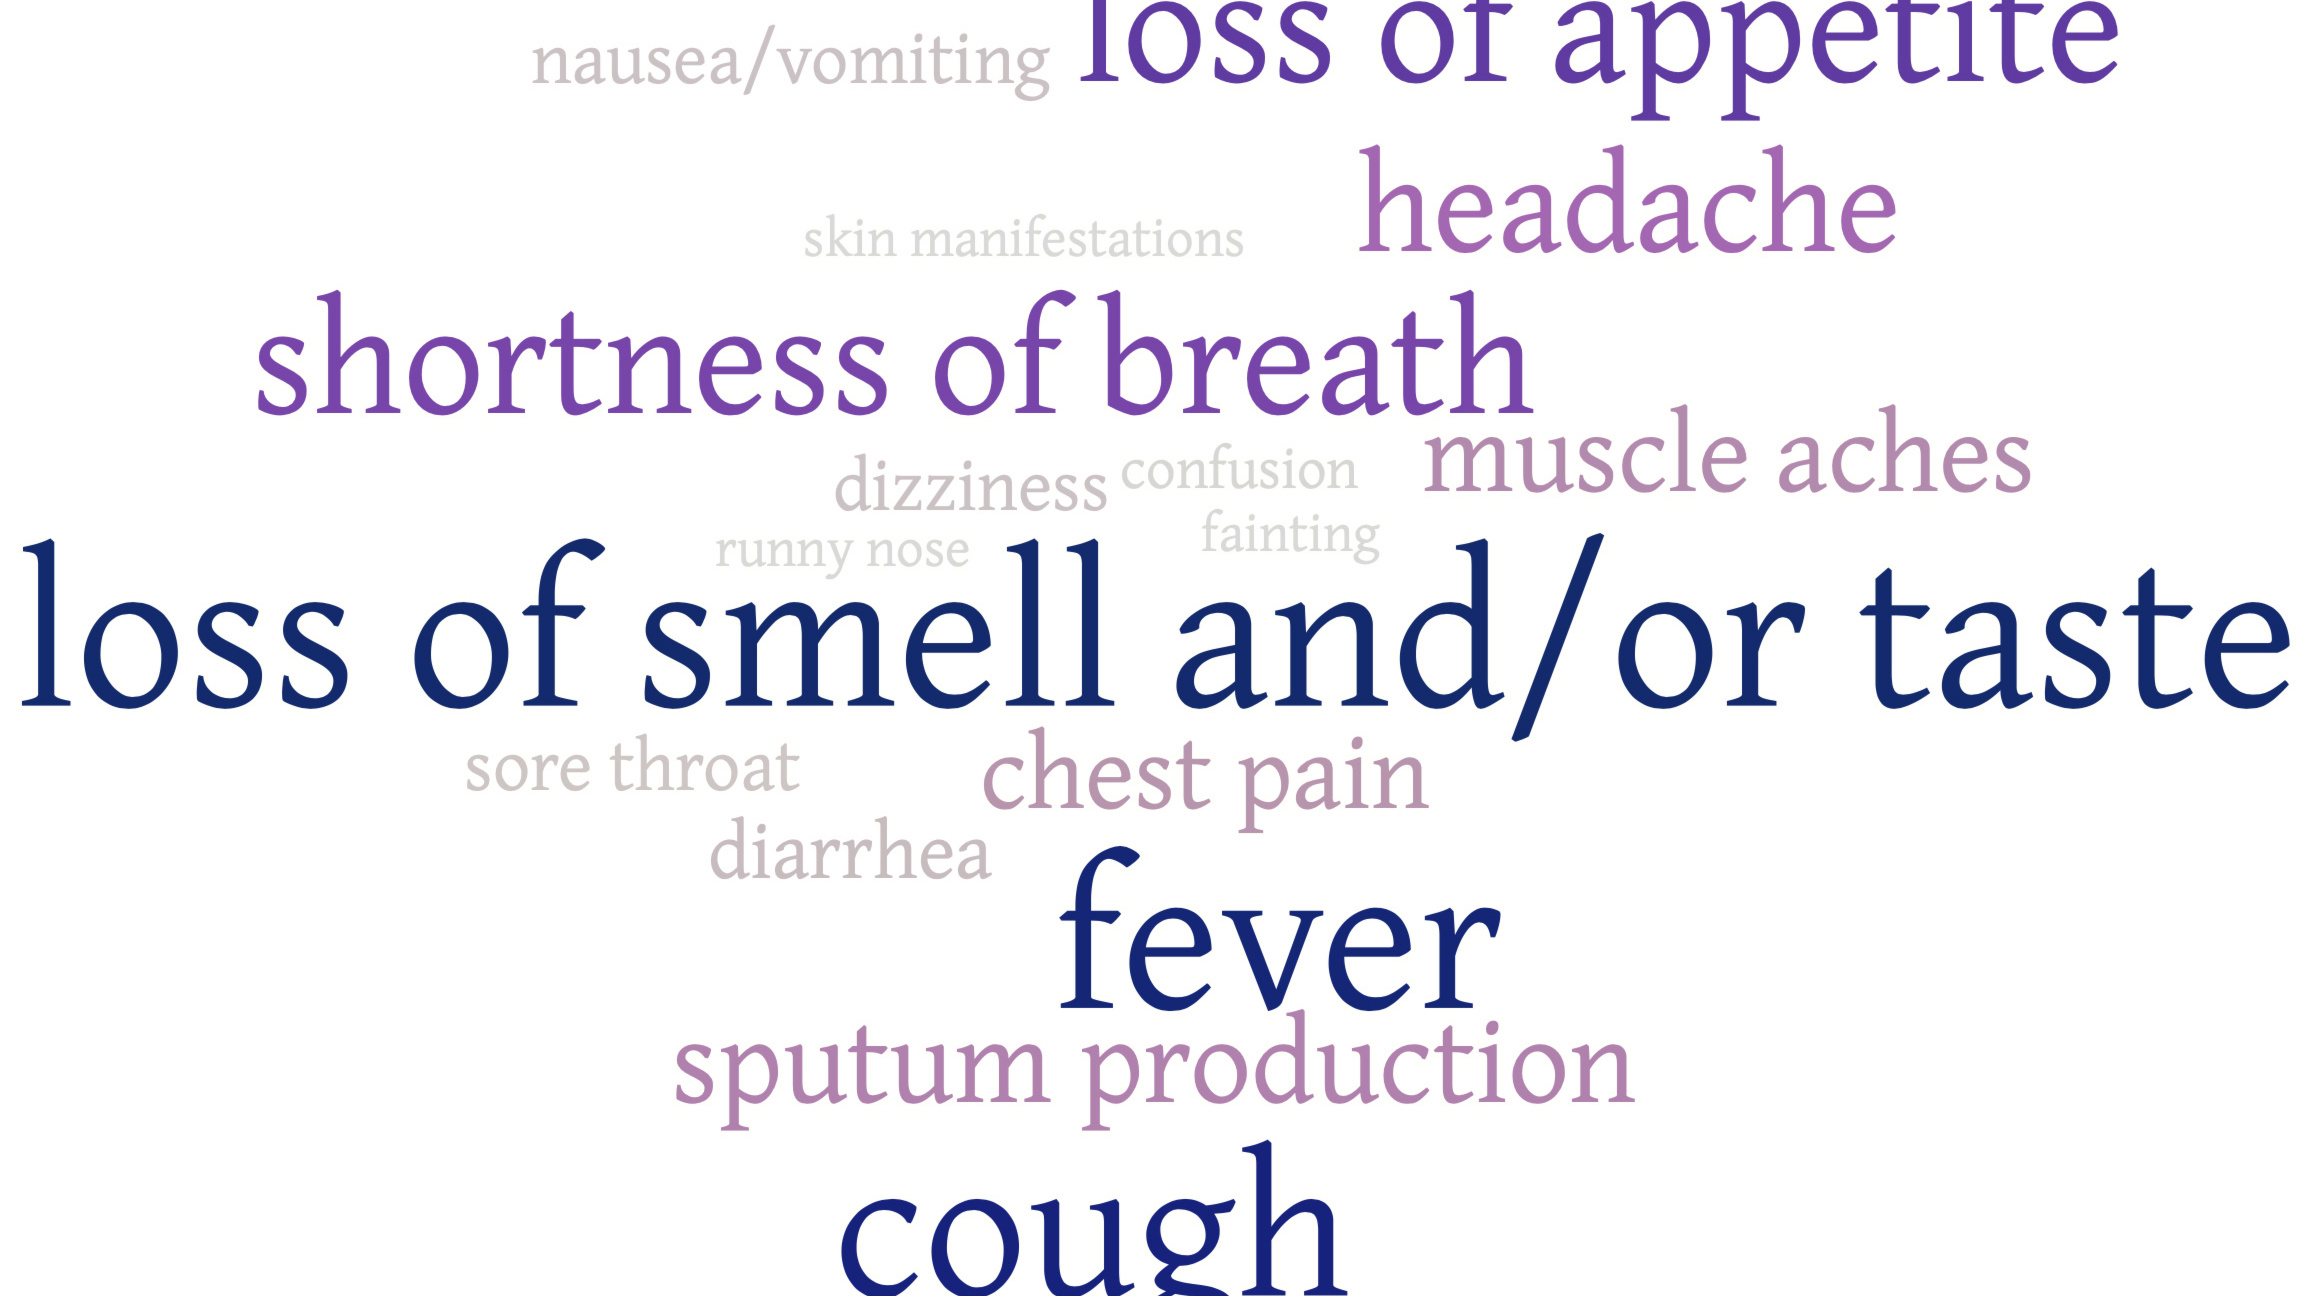 nausea/vomiting loss of appetite
headache
skin manifestations
shortness of breath
muscle aches
dizziness confusion
runny nose fainting
loss of smell and/or taste
sore throat chest pain
diarrhea
fever
sputum production
cough